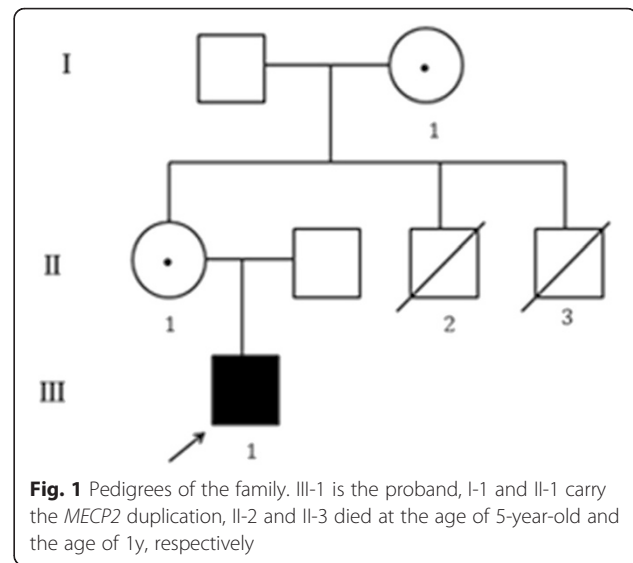 I
1
II
1
2
3
III
1
Fig. 1 Pedigrees of the family. III-1 is the proband, I-1 and II-1 carry
the MECP2 duplication, II-2 and II-3 died at the age of 5-year-old and
the age of 1y, respectively